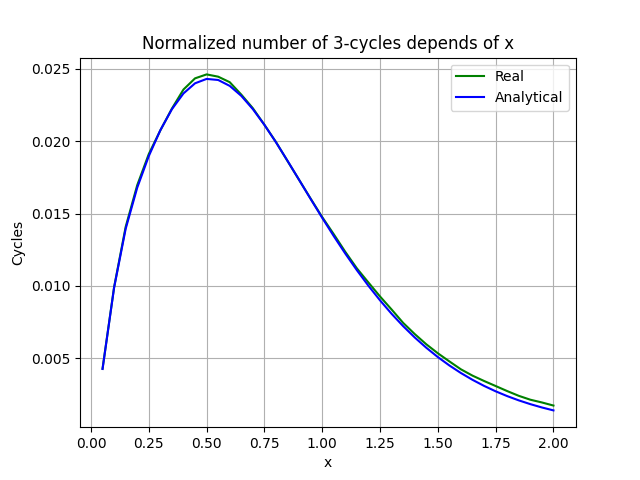 Normalized number of 3-cycles depends of x
Real
Analytical
0.025
0.020
0.015
0.010
0.005
Cycles
0.00 0.25 0.50 0.75 1.00 1.25 1.50 1.75 2.00
x